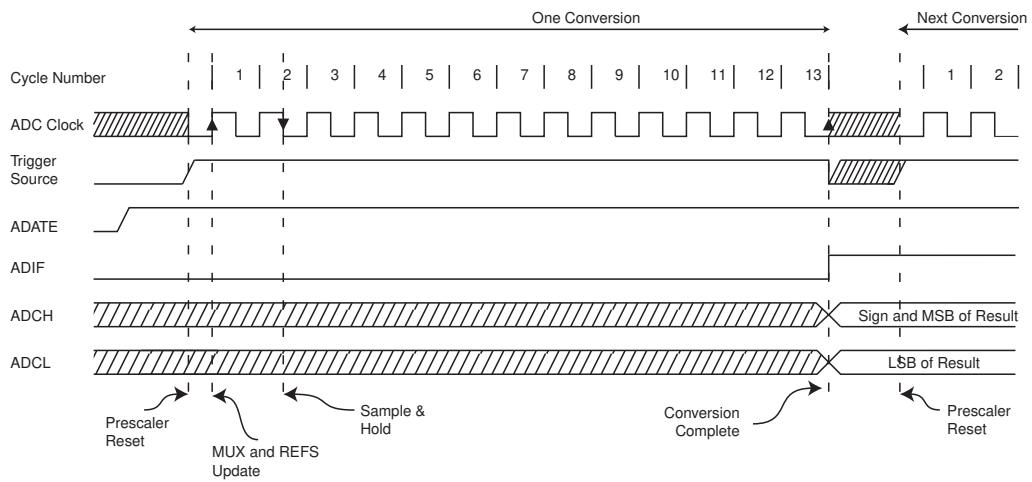 One Conversion
Next Conversion
Cycle Number
1 2 3 4 5 6 7 8 9 10 11 12 13 1 2
ADC Clock
Trigger
Source
ADATE
ADIF
ADCH
Sign and MSB of Result
ADCL
LSB of Result
Prescaler
Reset
MUX and REFS
Update
Sample &
Hold
Conversion
Complete
Prescaler
Reset